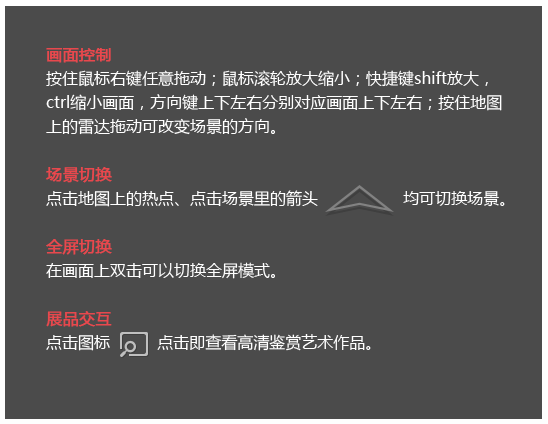 画面控制
按住鼠标右键任意拖动；鼠标滚轮放大缩小；快捷键shift放大，
ctrl缩小画面，方向键上下左右分别对应画面上下左右；按住地图
上的雷达拖动可改变场景的方向。
场景切换
点击地图上的热点、点击场景里的箭头 均可切换场景。
全屏切换
在画面上双击可以切换全屏模式。
展品交互
点击图标 点击即查看高清鉴赏艺术作品。